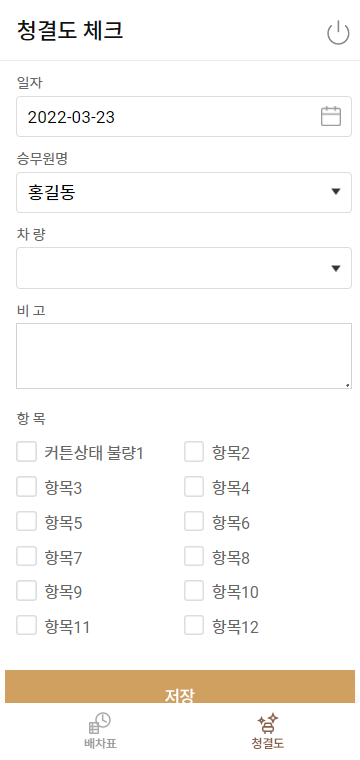 청결도 체크
일자
2022-03-23
승무원명
홍길동
차 량
비 고
항 목
커튼상태 불량1 항목2
항목3 항목4
항목5 항목6
항목7 항목8
항목9 항목10
항목11 항목12
저장
배차표 청결도